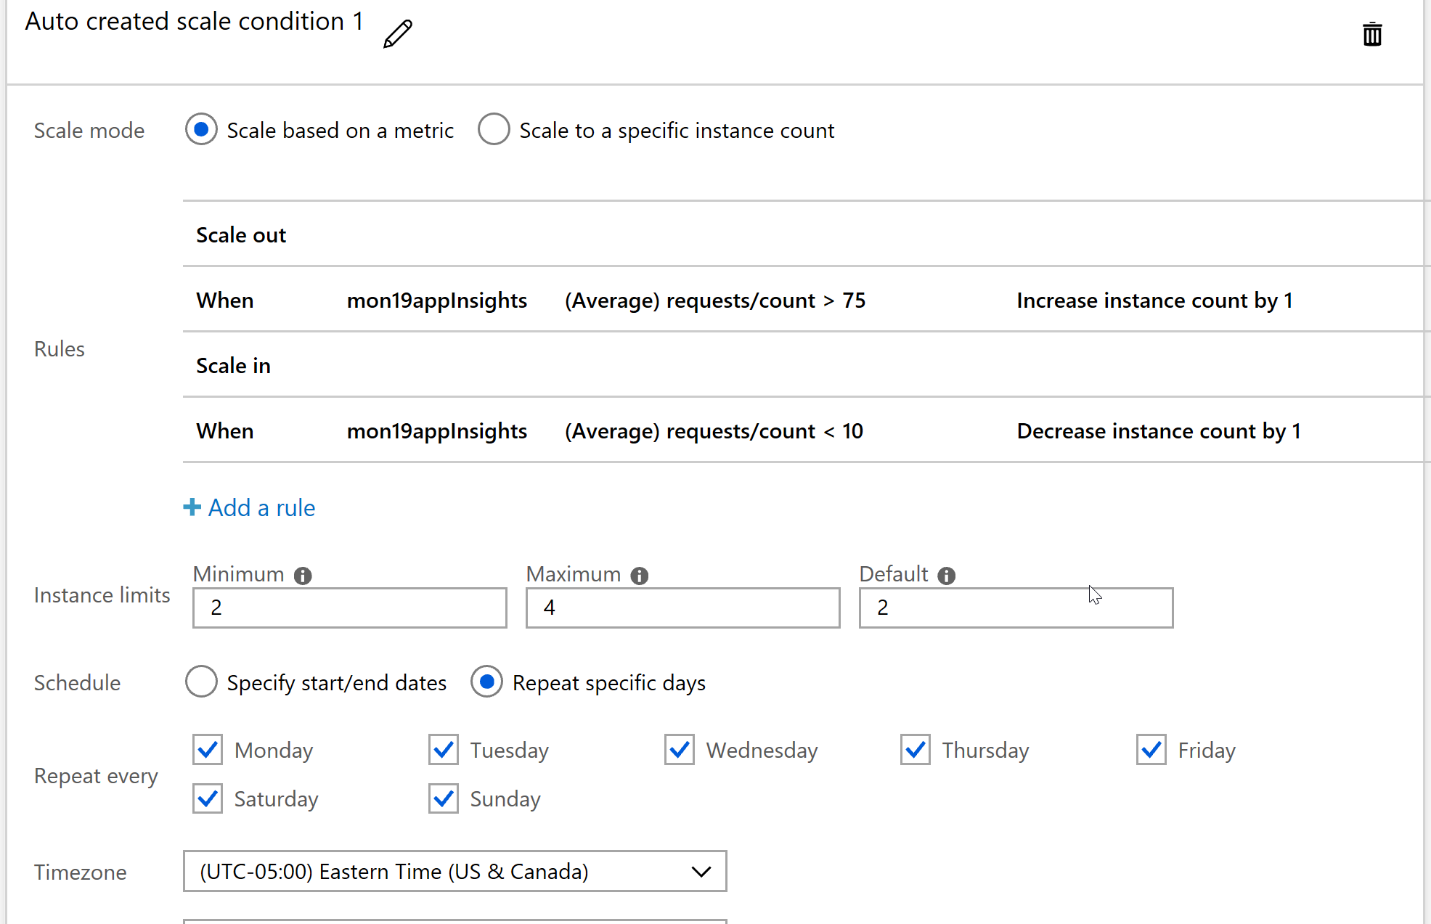 Auto created scale condition 1
Scale mode
Scale based on a metric
Scale to a specific instance count
Rules
Scale out
When mon19appInsights (Average) requests/count > 75 Increase instance count by 1
Scale in
When mon19appInsights (Average) requests/count < 10 Decrease instance count by 1
+ Add a rule
Instance limits
Minimum
2
Maximum
4
Default
2
Schedule
Specify start/end dates
Repeat specific days
Repeat every
Monday
Tuesday
Wednesday
Thursday
Friday
Saturday
Sunday
Timezone
(UTC-05:00) Eastern Time (US & Canada)